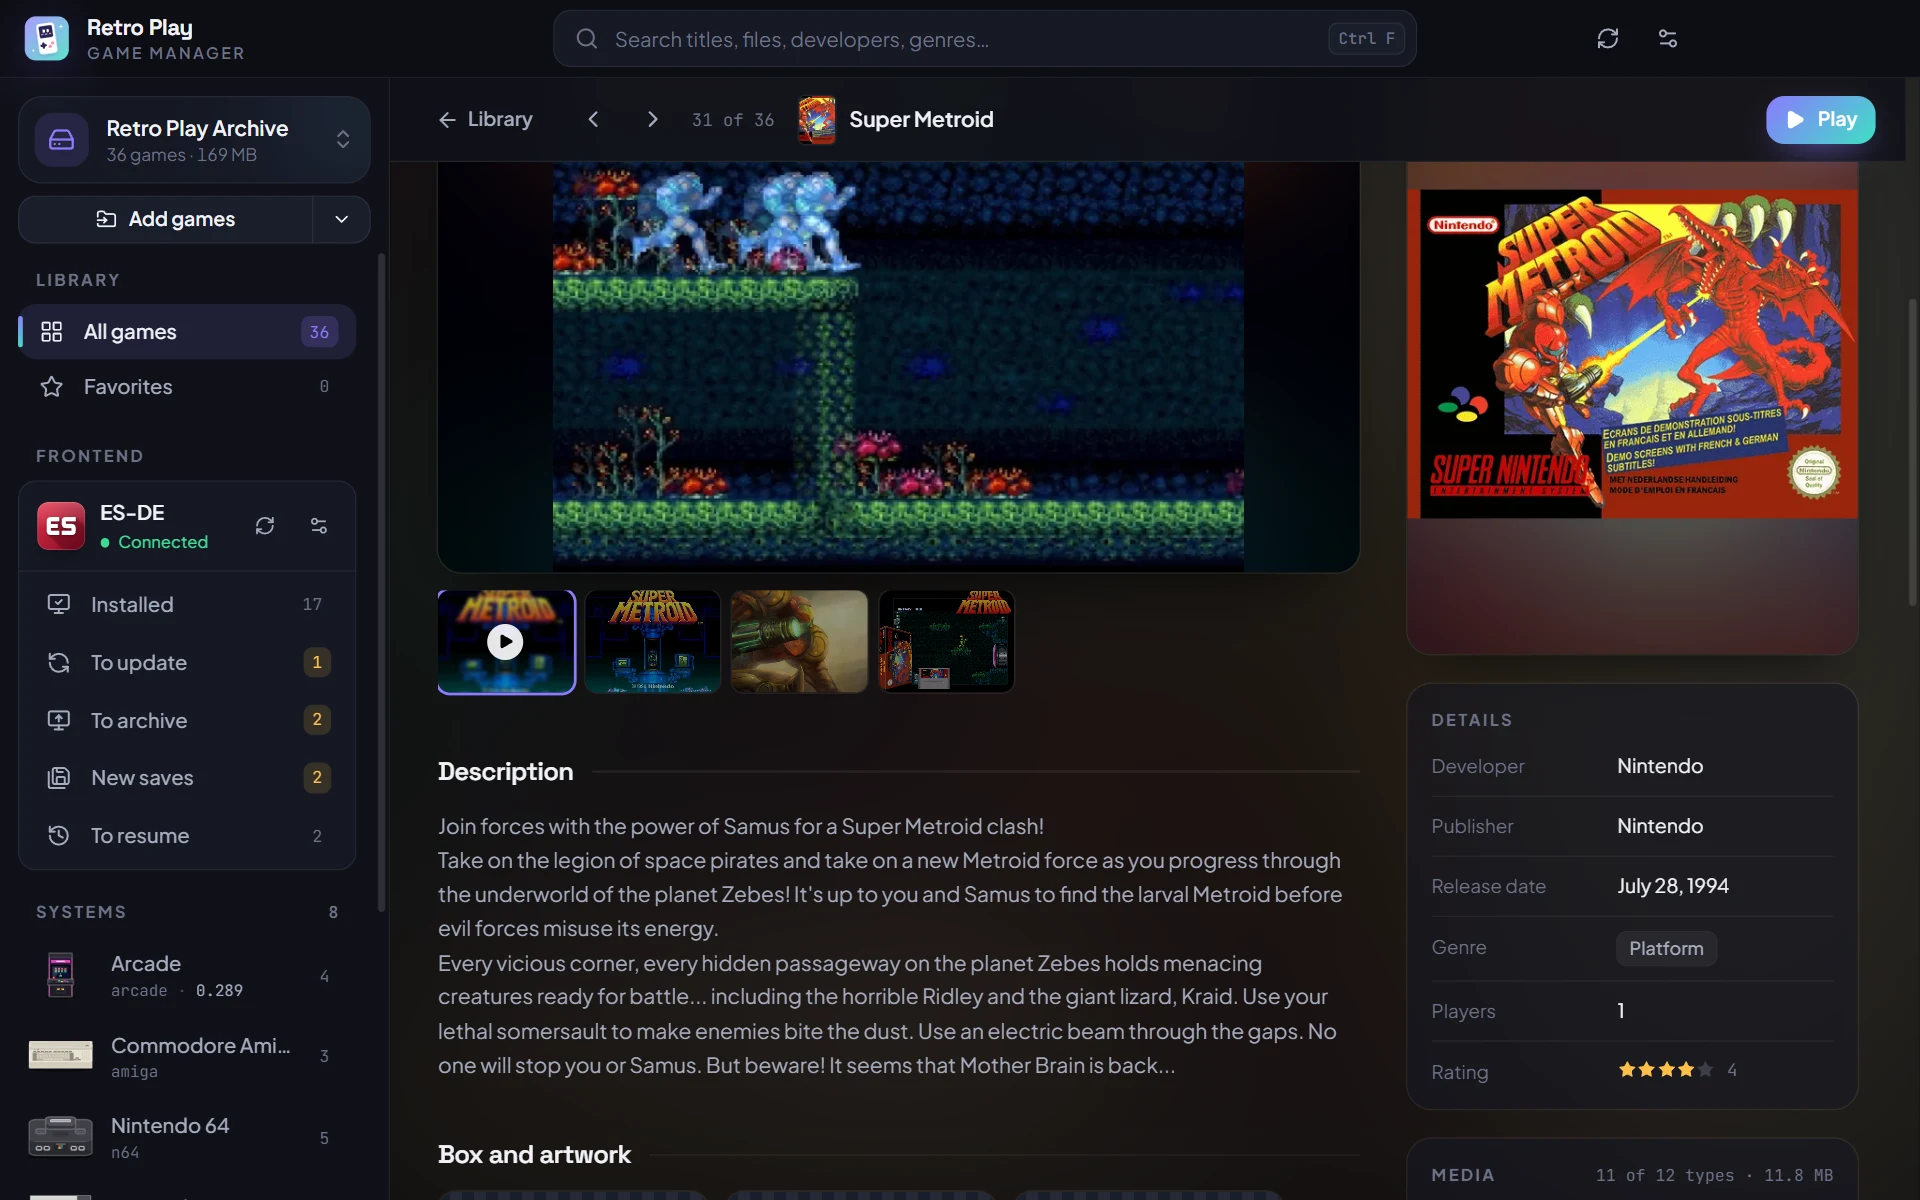 Retro Play
GAME MANAGER
Search titles, files, developers, genres...
Ctrl F
Retro Play Archive
36 games · 169 MB
Add games
LIBRARY
All games
36
Favorites
0
FRONTEND
ES
ES-DE
Connected
Installed
17
To update
1
To archive
2
New saves
2
To resume
2
SYSTEMS
8
Arcade
arcade · 0.289
4
Commodore Ami...
amiga
3
Nintendo 64
n64
5
Library
31 of 36
Super Metroid
Play
METROID
SUPER
METROID
METROID
Description
Join forces with the power of Samus for a Super Metroid clash!
Take on the legion of space pirates and take on a new Metroid force as you progress through
the underworld of the planet Zebes! It's up to you and Samus to find the larval Metroid before
evil forces misuse its energy.
Every vicious corner, every hidden passageway on the planet Zebes holds menacing
creatures ready for battle... including the horrible Ridley and the giant lizard, Kraid. Use your
lethal somersault to make enemies bite the dust. Use an electric beam through the gaps. No
one will stop you or Samus. But beware! It seems that Mother Brain is back...
Box and artwork
Nintendo
SUPER
METROID
ECRANS DE DEMONSTRATION SOUS-TITRES
EN FRANCAIS ET EN ALLEMAND!
DEMO SCREENS WITH FRENCH & GERMAN
SUBTITLES!
MET NEDERLANDSE HANDLEIDING
MODE D'EMPLOI EN FRANCAIS
SUPER NINTENDO
ENTERTAINMENT SYSTEM
Original
Nintendo
Seal of
Quality
DETAILS
Developer
Nintendo
Publisher
Nintendo
Release date
July 28, 1994
Genre
Platform
Players
1
Rating
4
MEDIA
11 of 12 types · 11.8 MB